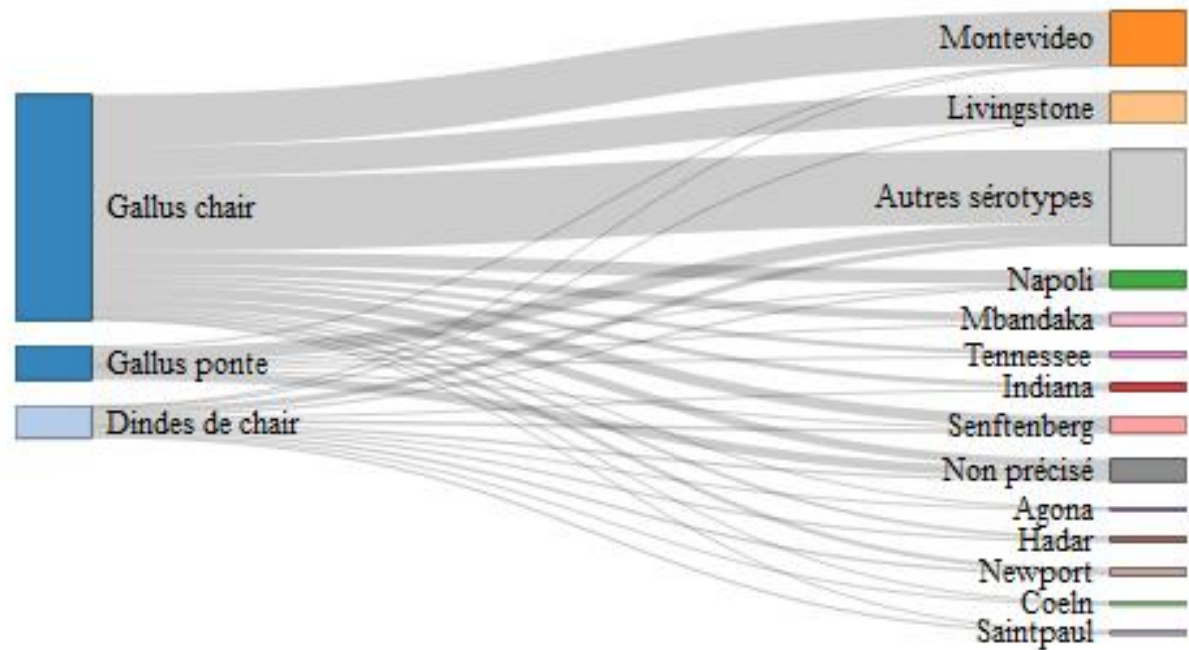 Gallus chair
Gallus ponte
Dindes de chair
Montevideo
Livingstone
Autres sérotypes
Napoli
Mbandaka
Tennessee
Indiana
Senftenberg
Non précisé
Agona
Hadar
Newport
Coeln
Saintpaul